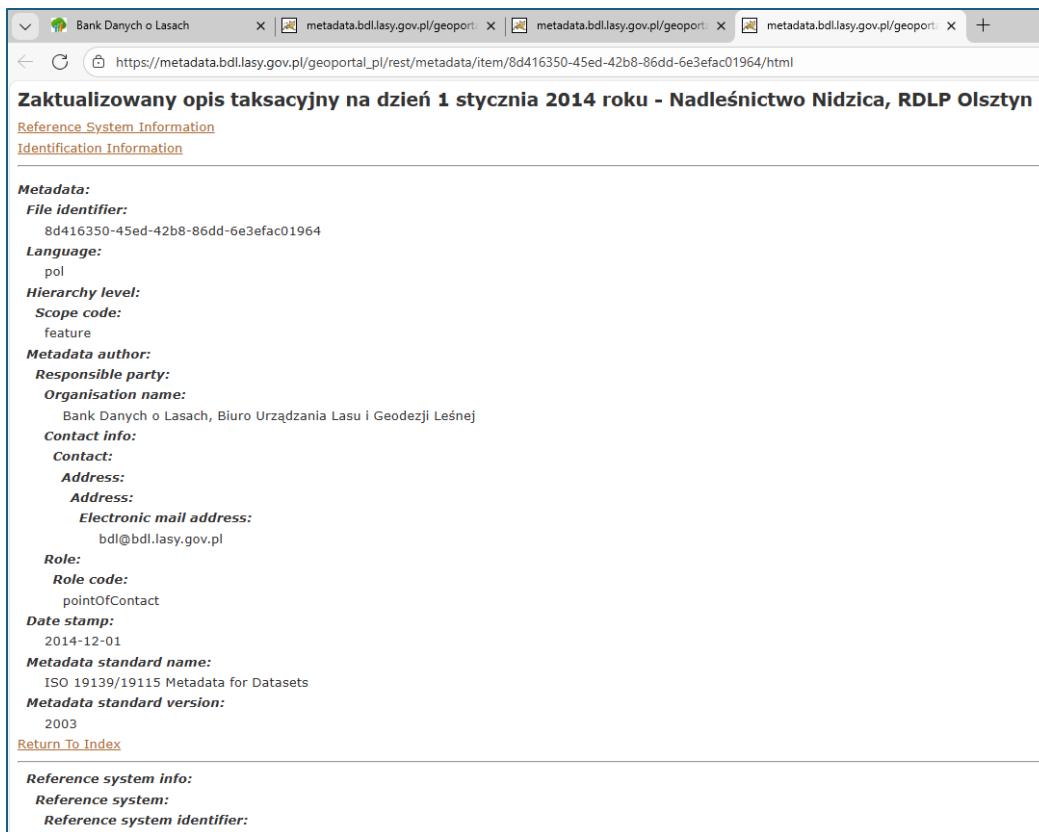 Bank Danych o Lasach
metadata.bdl.lasy.gov.pl/geoport
metadata.bdl.lasy.gov.pl/geoport
metadata.bdl.lasy.gov.pl/geoport
https://metadata.bdl.lasy.gov.pl/geoportal_pl/rest/metadata/item/8d416350-45ed-42b8-86dd-6e3efac01964/html
Zaktualizowany opis taksacyjny na dzień 1 stycznia 2014 roku - Nadleśnictwo Nidzica, RDLP Olsztyn
Reference System Information
Identification Information
Metadata:
File identifier:
8d416350-45ed-42b8-86dd-6e3efac01964
Language:
pol
Hierarchy level:
Scope code:
feature
Metadata author:
Responsible party:
Organisation name:
Bank Danych o Lasach, Biuro Urządzania Lasu i Geodezji Leśnej
Contact info:
Contact:
Address:
Address:
Electronic mail address:
bdl@bdl.lasy.gov.pl
Role:
Role code:
pointOfContact
Date stamp:
2014-12-01
Metadata standard name:
ISO 19139/19115 Metadata for Datasets
Metadata standard version:
2003
Return To Index
Reference system info:
Reference system:
Reference system identifier: